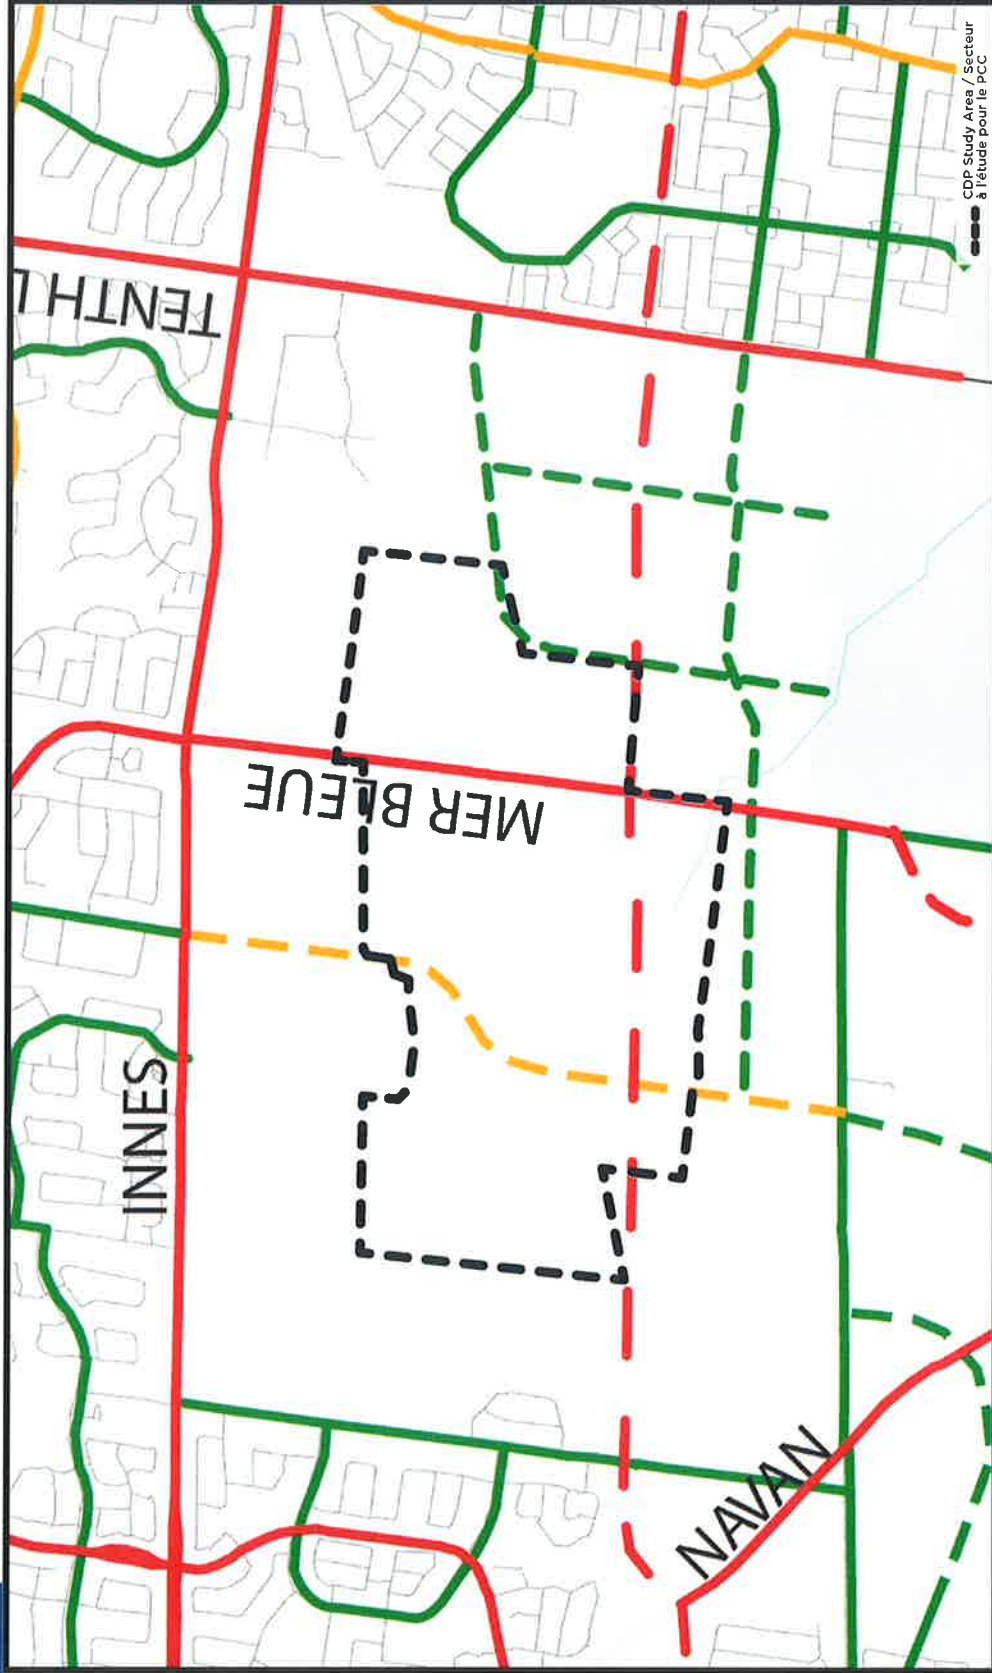 TENTH L
MER BLEUE
INNES
NAVAN
CDP Study Area / Secteur
à l'étude pour le PCC